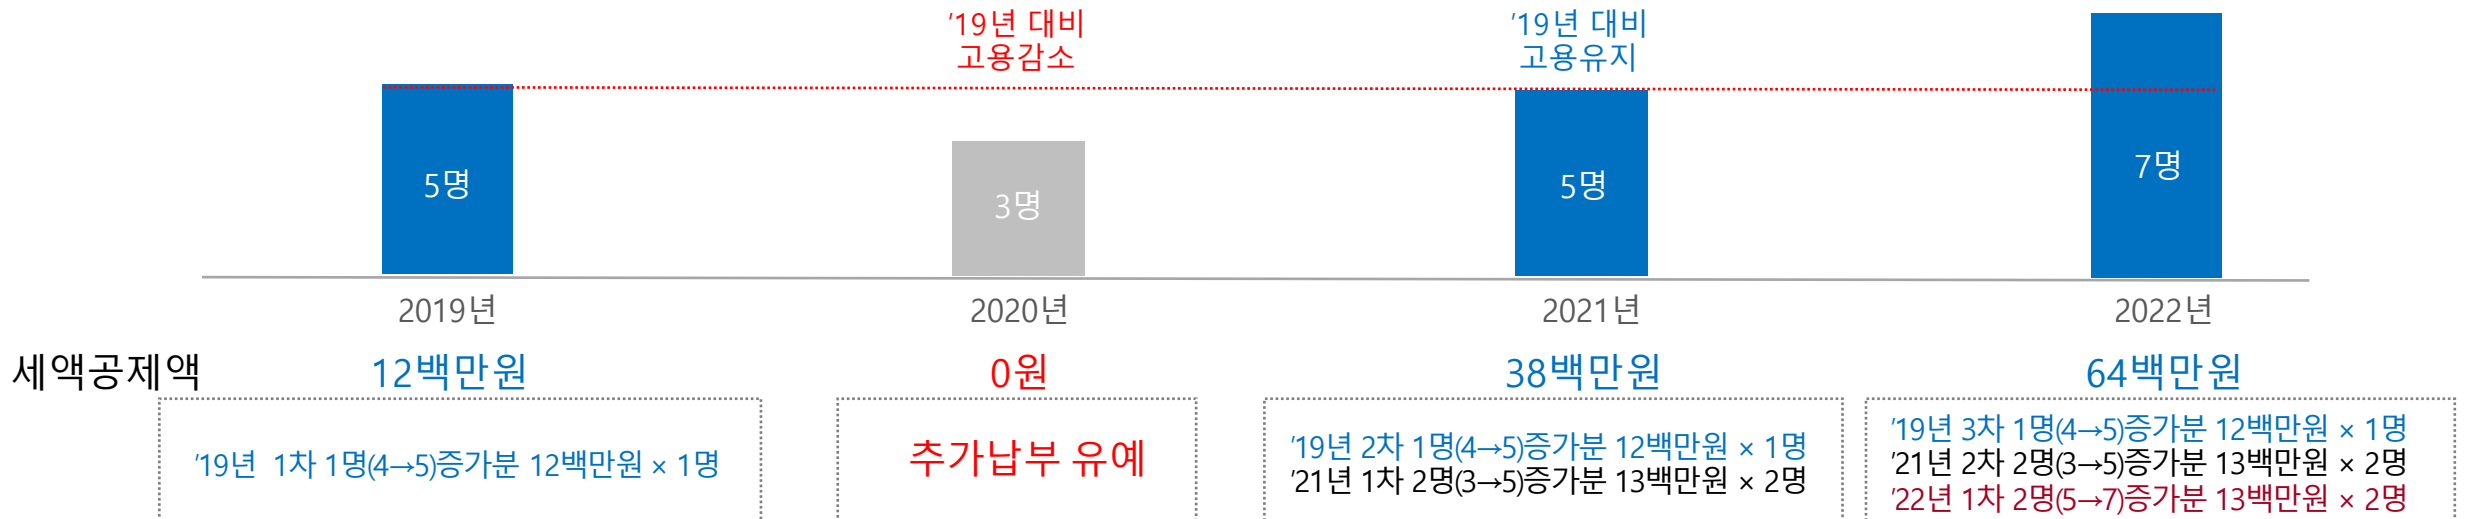 '19년 대비
고용감소
'19년 대비
고용유지
5명
3명
5명
7명
2019년
2020년
2021년
2022년
세액공제액
12백만원
0원
38백만원
64백만원
'19년 1차 1명(4→5)증가분 12백만원 × 1명
추가납부 유예
'19년 2차 1명(4→5)증가분 12백만원 × 1명
'21년 1차 2명(3→5)증가분 13백만원 × 2명
'19년 3차 1명(4→5)증가분 12백만원 × 1명
'21년 2차 2명(3→5)증가분 13백만원 × 2명
'22년 1차 2명(5→7)증가분 13백만원 × 2명